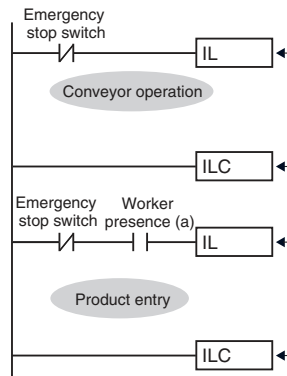 Emergency
stop switch
IL
Conveyor operation
ILC
Emergency
stop switch
Worker
presence (a)
IL
Product entry
ILC